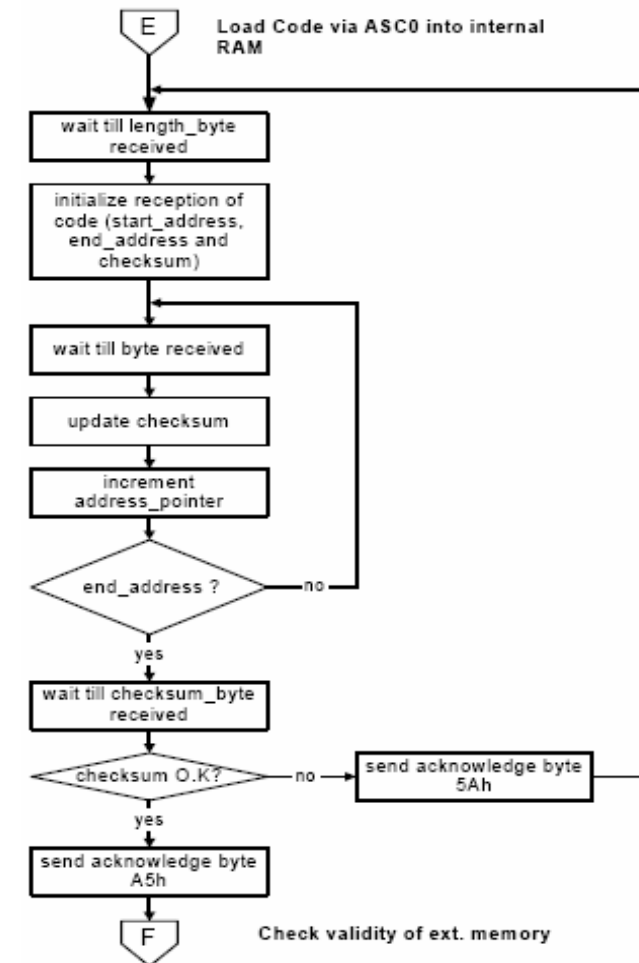 E
Load Code via ASC0 into internal
RAM
wait till length_byte
received
initialize reception of
code (start_address,
end_address and
checksum)
wait till byte received
update checksum
increment
address_pointer
end_address ?
no
yes
wait till checksum_byte
received
checksum O.K?
no
send acknowledge byte
5Ah
yes
send acknowledge byte
A5h
F
Check validity of ext. memory